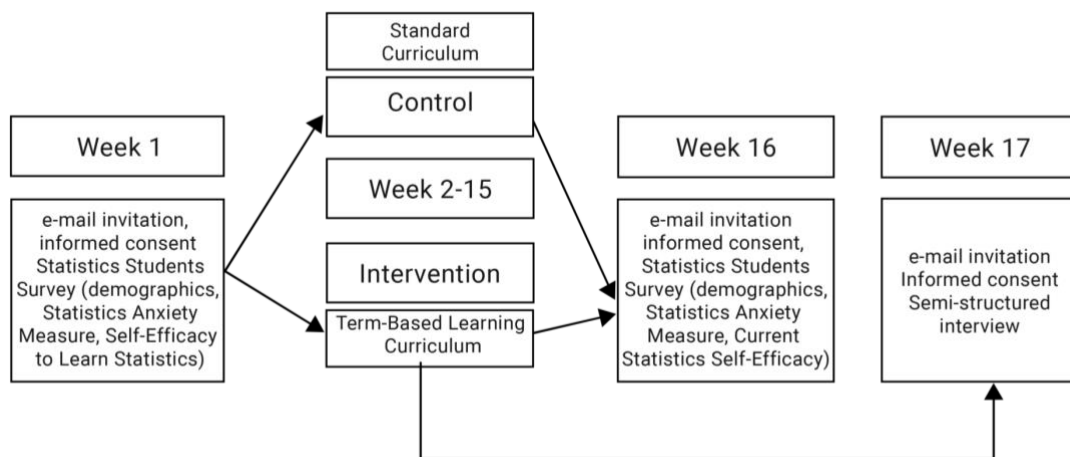 Week 1
e-mail invitation,
informed consent
Statistics Students
Survey (demographics,
Statistics Anxiety
Measure, Self-Efficacy
to Learn Statistics)
Standard
Curriculum
Control
Week 2-15
Intervention
Term-Based Learning
Curriculum
Week 16
e-mail invitation
informed consent,
Statistics Students
Survey (demographics,
Statistics Anxiety
Measure, Current
Statistics Self-Efficacy)
Week 17
e-mail invitation
Informed consent
Semi-structured
interview